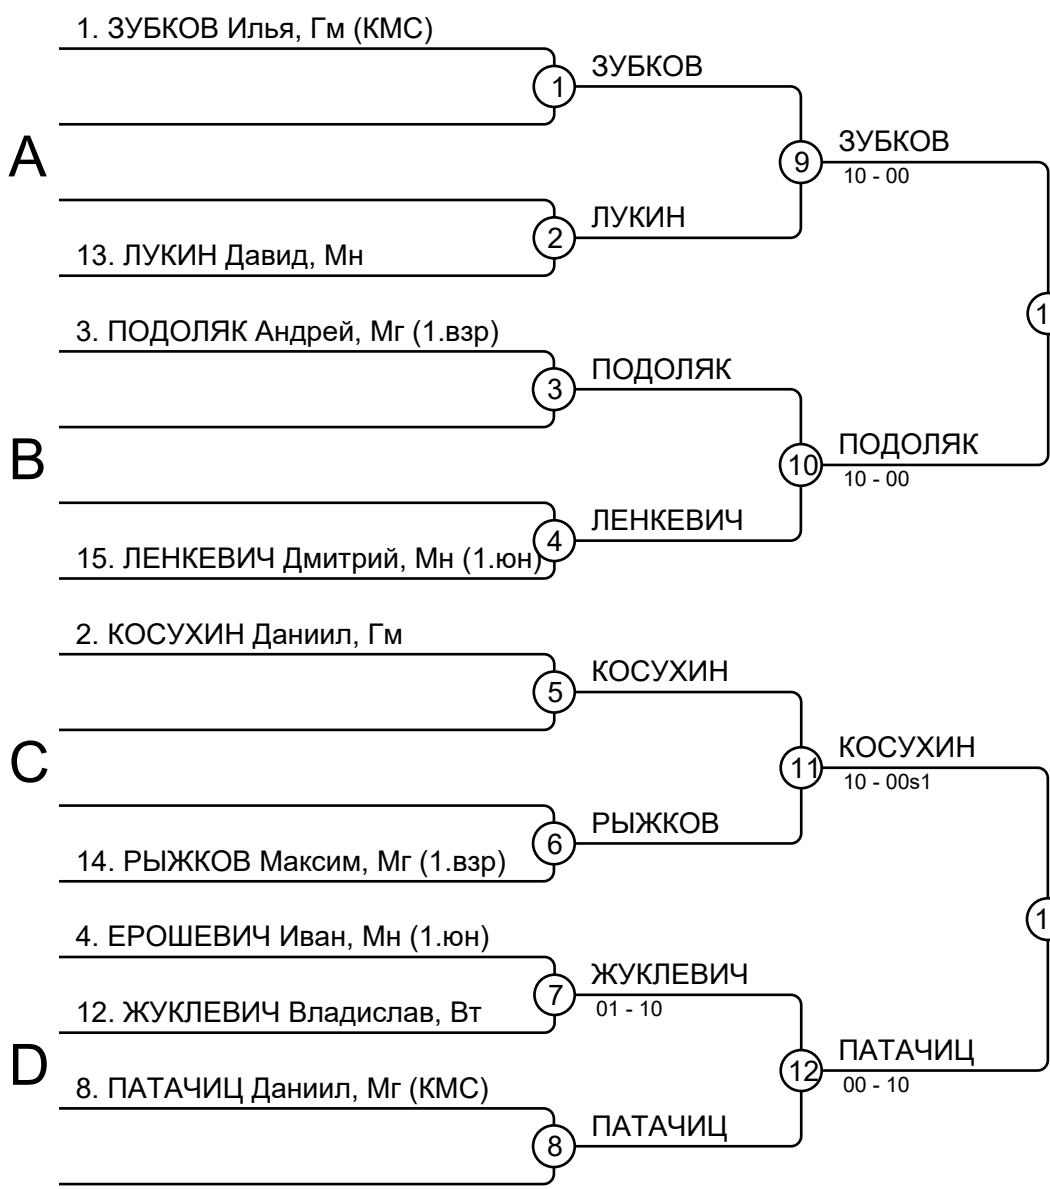 1. ЗУБКОВ Илья, Гм (КМС)
1
ЗУБКОВ
A
9
ЗУБКОВ
10 - 00
2
ЛУКИН
13. ЛУКИН Давид, Мн
1
3. ПОДОЛЯК Андрей, Мг (1.взр)
3
ПОДОЛЯК
B
10
ПОДОЛЯК
10 - 00
4
ЛЕНКЕВИЧ
15. ЛЕНКЕВИЧ Дмитрий, Мн (1.юн)
2. КОСУХИН Даниил, Гм
5
КОСУХИН
C
11
КОСУХИН
10 - 00s1
6
РЫЖКОВ
14. РЫЖКОВ Максим, Мг (1.взр)
1
4. ЕРОШЕВИЧ Иван, Мн (1.юн)
7
ЖУКЛЕВИЧ
01 - 10
12. ЖУКЛЕВИЧ Владислав, Вт
D
12
ПАТАЧИЦ
00 - 10
8. ПАТАЧИЦ Даниил, Мг (КМС)
8
ПАТАЧИЦ